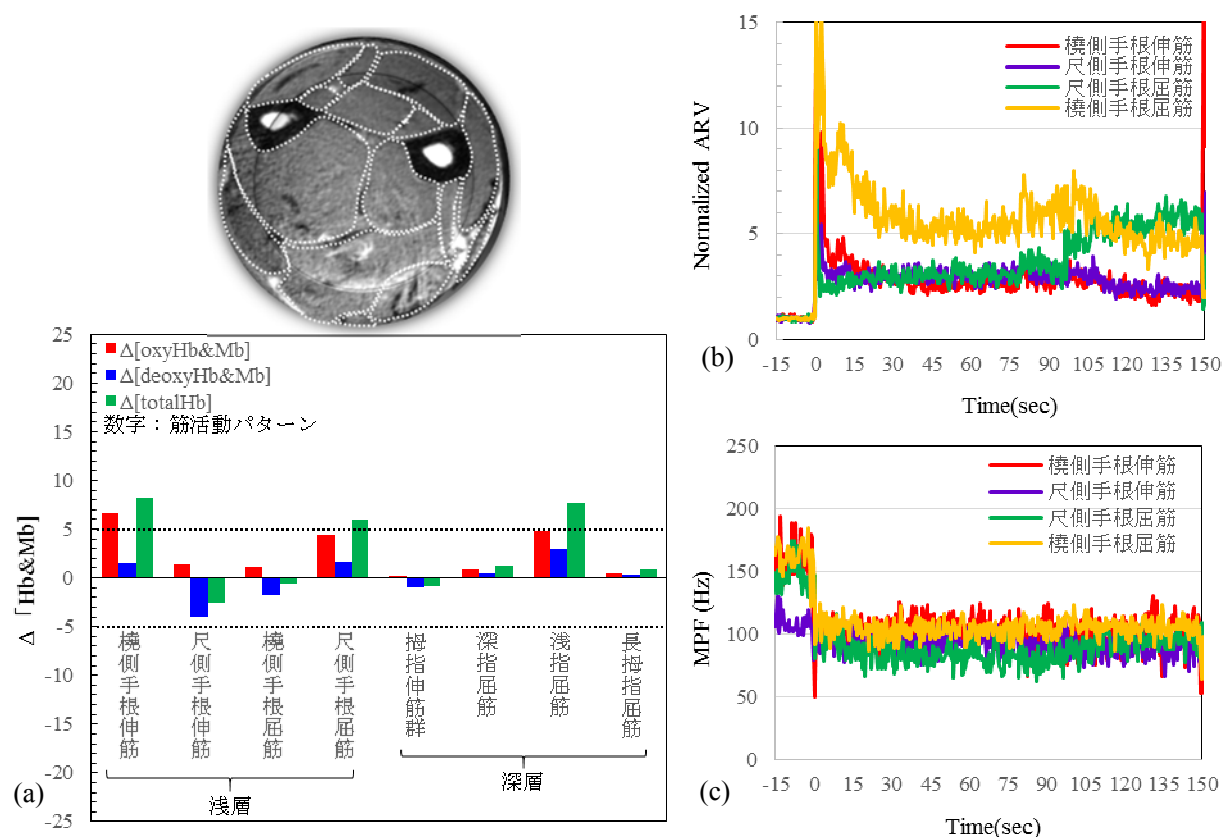 25
20
15
10
5
0
-5
-10
-15
-20
-25
Δ「Hb&Mb]
Δ[oxyHb&Mb]
Δ[deoxyHb&Mb]
Δ[totalHb]
数字：筋活動パターン
橈側手根伸筋
尺側手根伸筋
橈側手根屈筋
尺側手根屈筋
拇指伸筋群
深指屈筋
浅指屈筋
長拇指屈筋
浅層
深層
(a)
15
10
5
0
Normalized ARV
橈側手根伸筋
尺側手根伸筋
尺側手根屈筋
橈側手根屈筋
-15 0 15 30 45 60 75 90 105 120 135 150
Time(sec)
(b)
250
200
150
100
50
0
MPF (Hz)
橈側手根伸筋
尺側手根伸筋
尺側手根屈筋
橈側手根屈筋
-15 0 15 30 45 60 75 90 105 120 135 150
Time(sec)
(c)